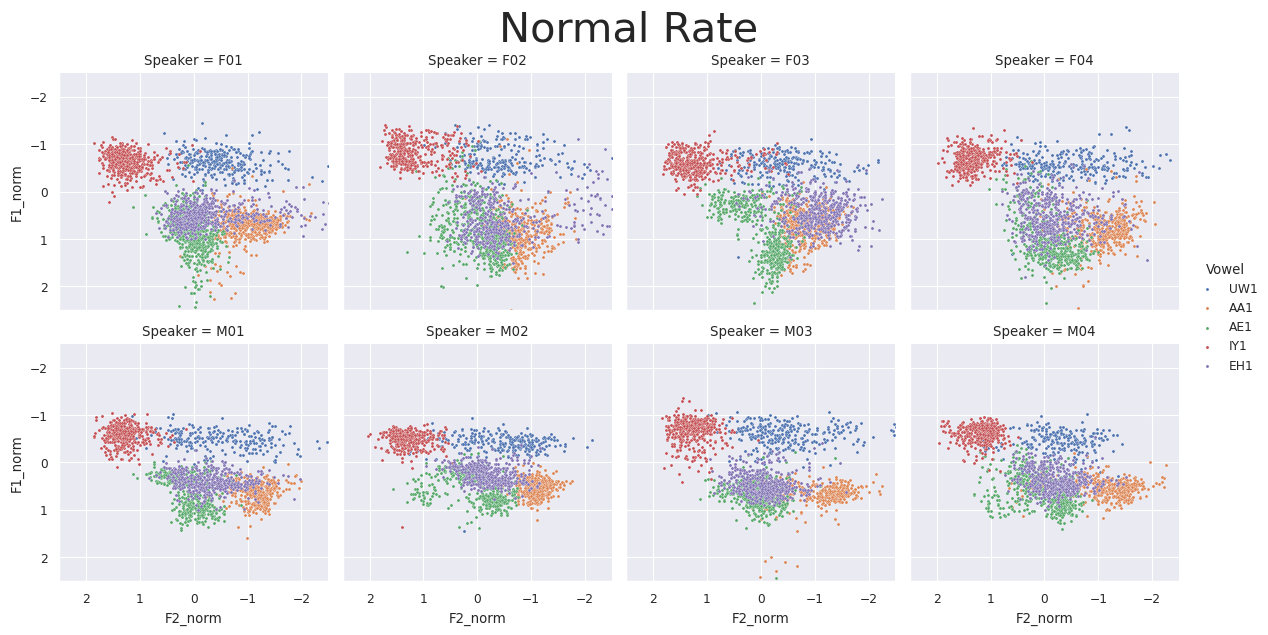 Normal Rate
Speaker = F01
Speaker = F02
Speaker = F03
Speaker = F04
−2
−1
0
1
2
F1_norm
Vowel
UW1
AA1
AE1
IY1
EH1
Speaker = M01
Speaker = M02
Speaker = M03
Speaker = M04
−2
−1
0
1
2
F1_norm
2 1 0 −1 −2
2 1 0 −1 −2
2 1 0 −1 −2
2 1 0 −1 −2
F2_norm
F2_norm
F2_norm
F2_norm